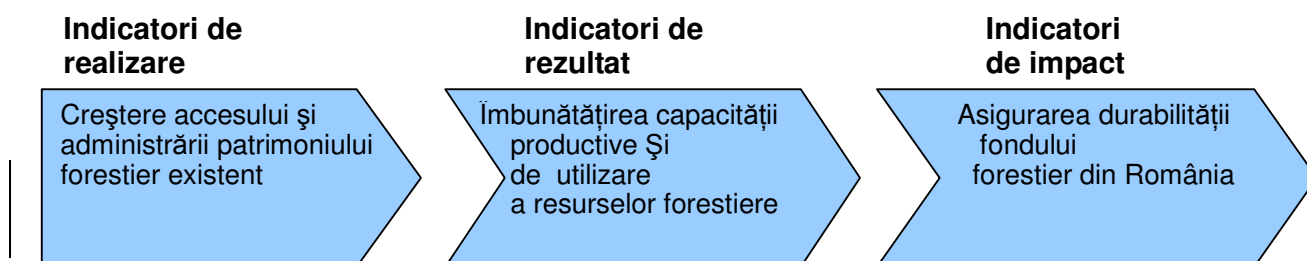 Indicatori de
realizare
Creştere accesului şi
administrării patrimoniului
forestier existent
Indicatori de
rezultat
Îmbunătățirea capacității
productive Şi
de utilizare
a resurselor forestiere
Indicatori
de impact
Asigurarea durabilității
fondului
forestier din România